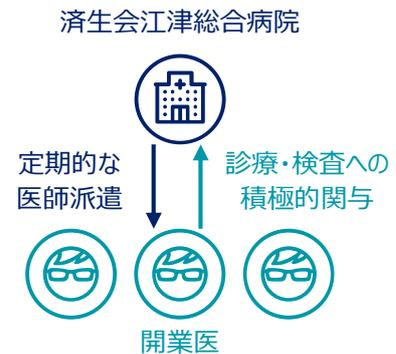 済生会江津総合病院
定期的な
医師派遣
診療・検査への
積極的関与
開業医